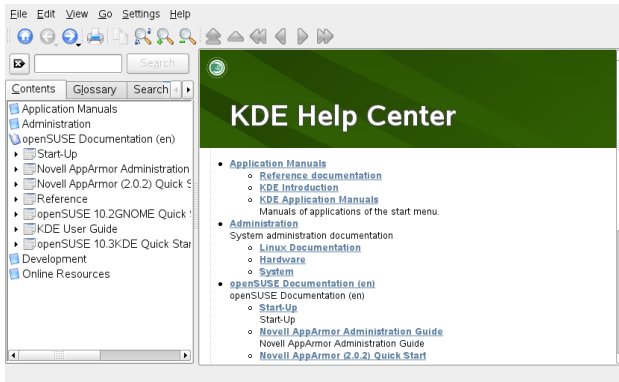 File Edit View Go Settings Help
Search
Contents Glossary Search
Application Manuals
Administration
openSUSE Documentation (en)
Start-Up
Novell AppArmor Administration
Novell AppArmor (2.0.2) Quick S
Reference
openSUSE 10.2GNOME Quick
KDE User Guide
openSUSE 10.3KDE Quick Star
Development
Online Resources
KDE Help Center
Application Manuals
Reference documentation
KDE Introduction
KDE Application Manuals
Manuals of applications of the start menu.
Administration
System administration documentation
Linux Documentation
Hardware
System
openSUSE Documentation (en)
openSUSE Documentation (en)
Start-Up
Start-Up
Novell AppArmor Administration Guide
Novell AppArmor Administration Guide
Novell AppArmor (2.0.2) Quick Start